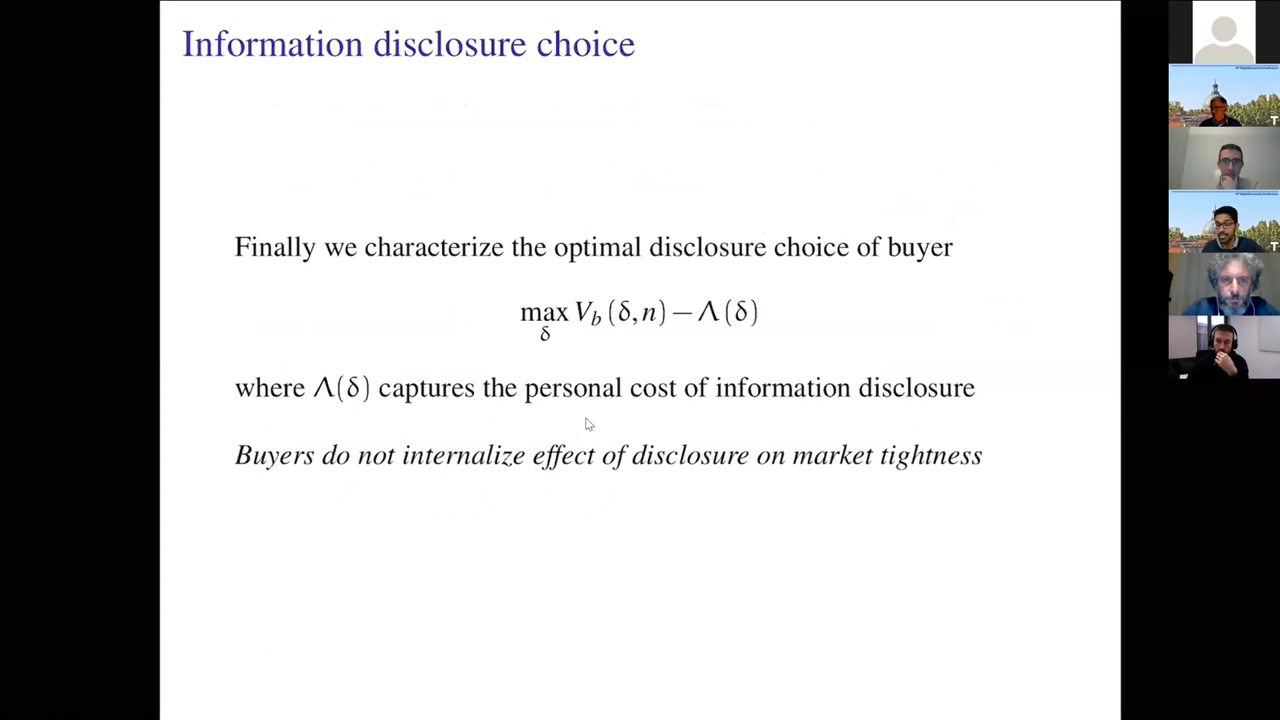 Information disclosure choice
Finally we characterize the optimal disclosure choice of buyer
max V_b (δ, n) − Λ (δ)
δ
where Λ(δ) captures the personal cost of information disclosure
Buyers do not internalize effect of disclosure on market tightness
T
T